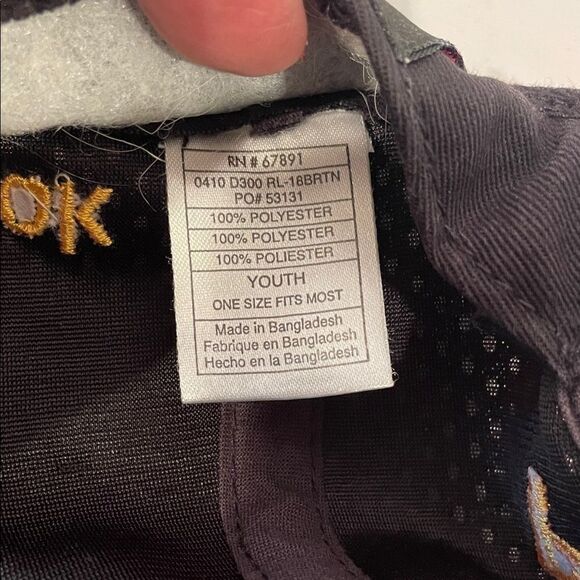 RN # 67891
0410 D300 RL-18BRTN
PO# 53131
100% POLYESTER
100% POLYESTER
100% POLIESTER
YOUTH
ONE SIZE FITS MOST
Made in Bangladesh
Fabrique en Bangladesh
Hecho en la Bangladesh
OK